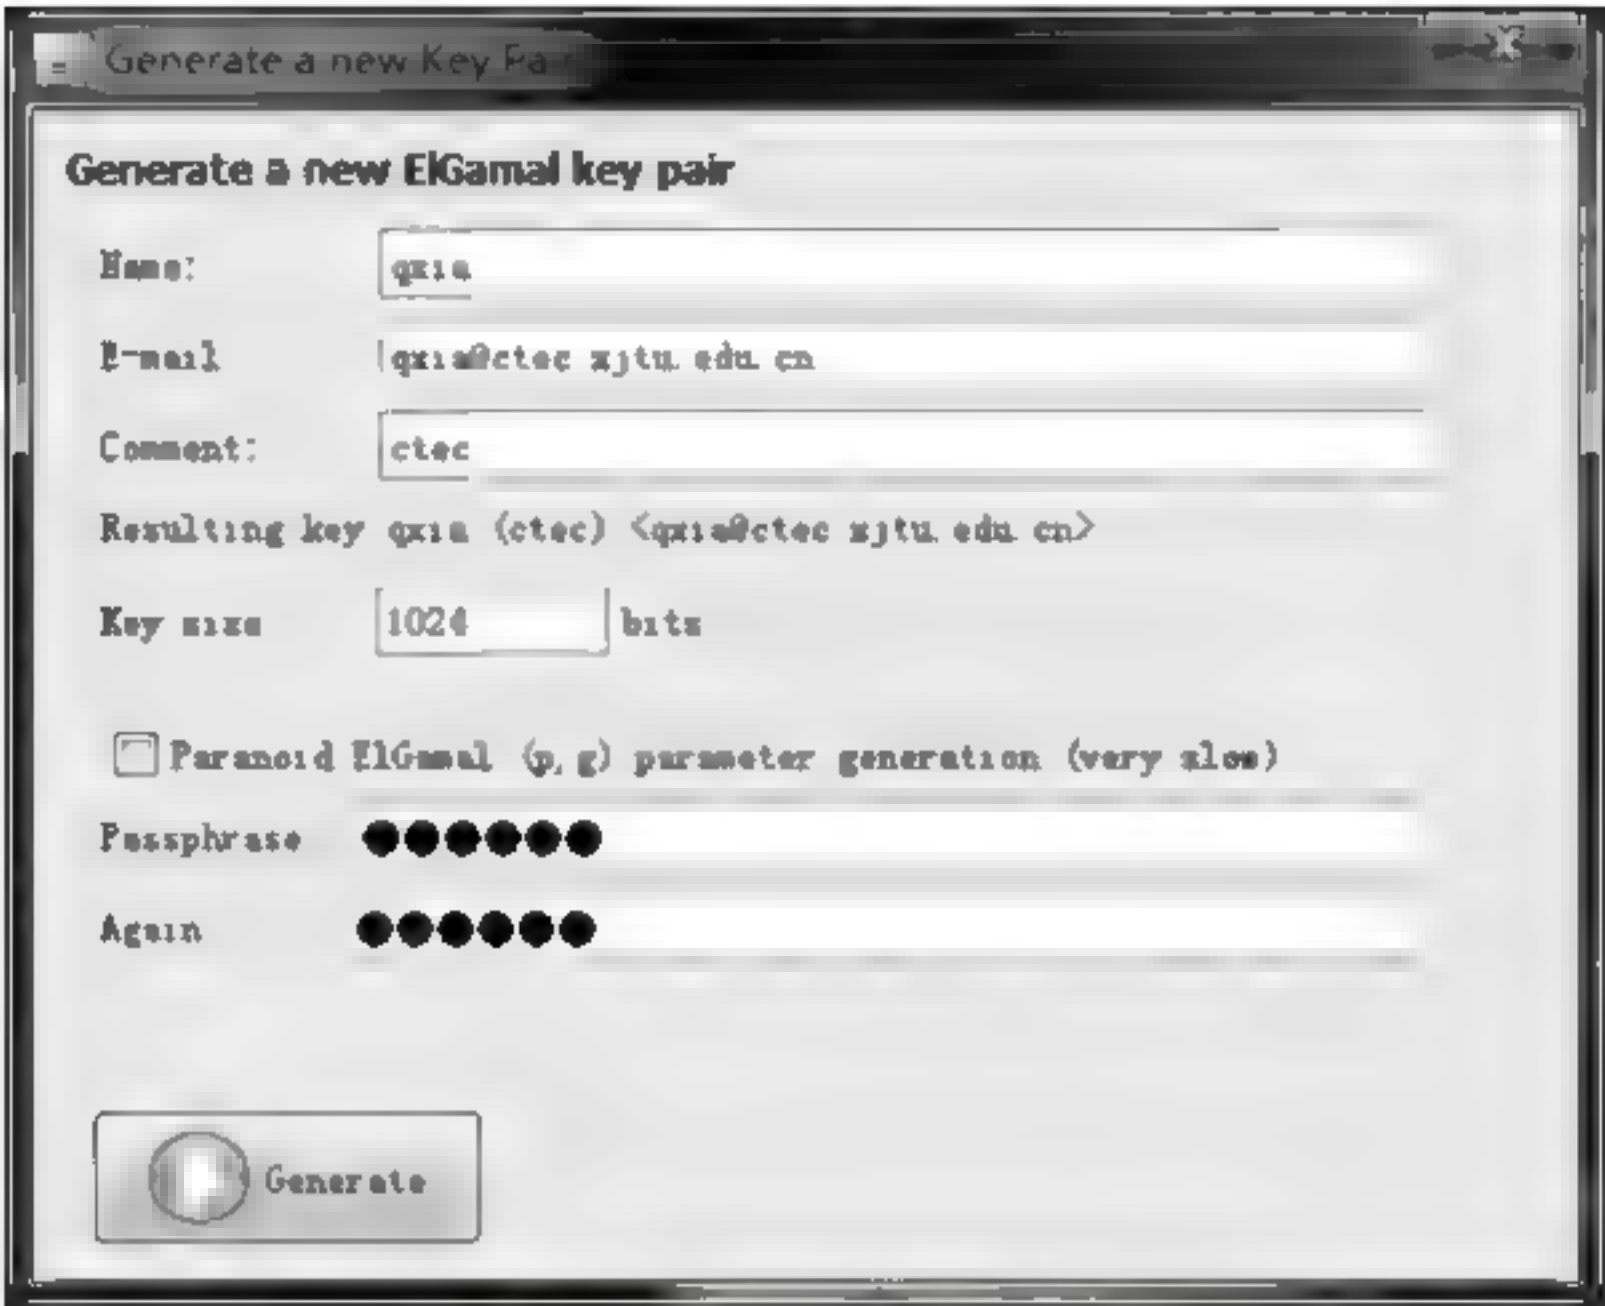 Generate a new Key Pair
Generate a new ElGamal key pair
Name: qxia
E-mail qxia@ctec xjtu. edu. cn
Comment: ctec
Resulting key qxia (ctec) <qxia@ctec xjtu. edu. cn>
Key size 1024 bits
Paranoid ElGamal (p, g) parameter generation (very slow)
Passphrase ●●●●●●
Again ●●●●●●
Generate